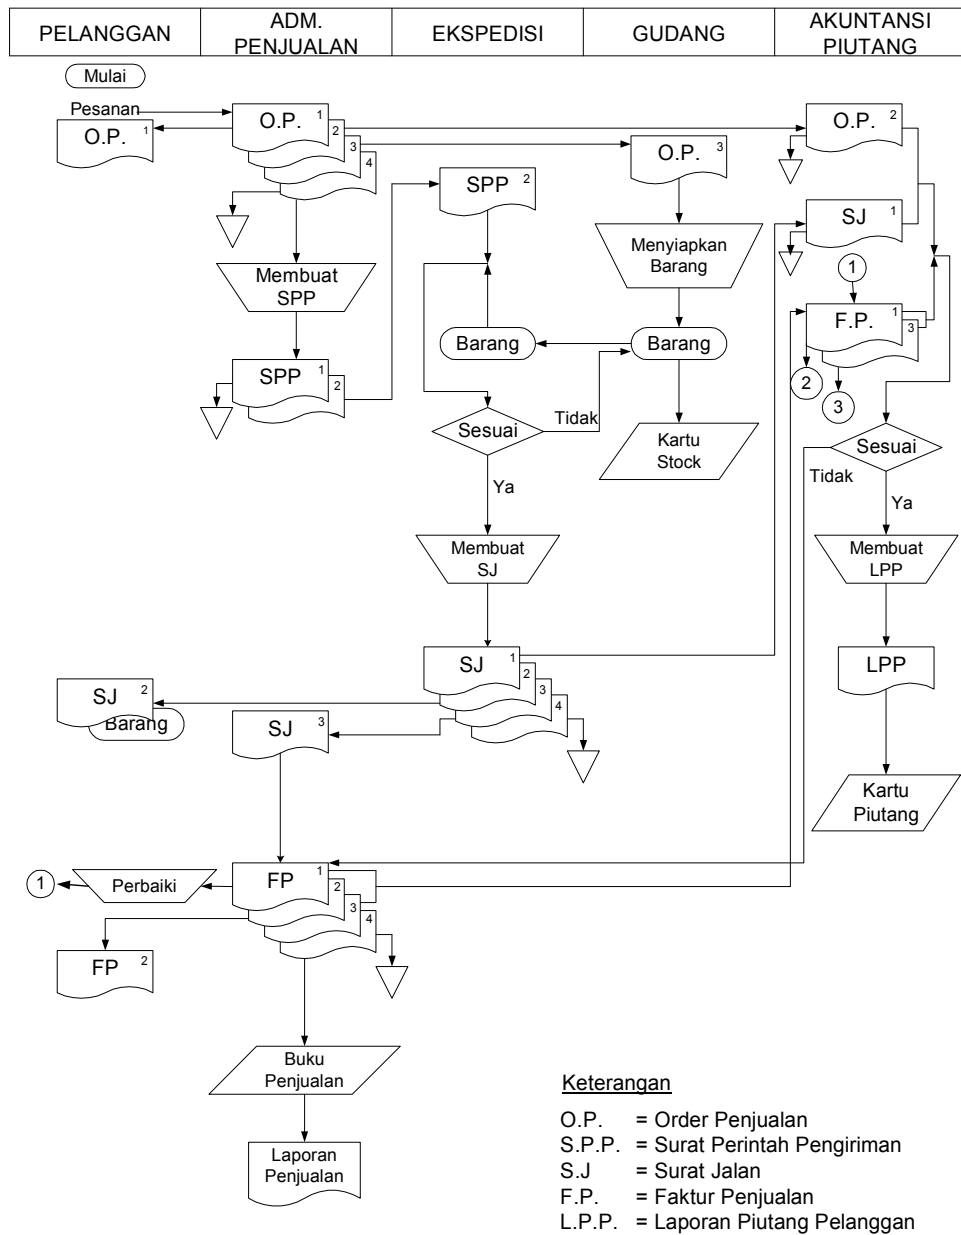 PELANGGAN
ADM.
PENJUALAN
EKSPEDISI
GUDANG
AKUNTANSI
PIUTANG
Mulai
Pesanan
O.P. 1
O.P. 1
2
3
4
O.P. 2
O.P. 3
SPP 2
SJ 1
Membuat
SPP
Menyiapkan
Barang
1
F.P. 1
3
2
3
SPP 1
2
Barang
Barang
Sesuai
Tidak
Kartu
Stock
Sesuai
Tidak
Ya
Ya
Membuat
SJ
Membuat
LPP
SJ 1
2
3
4
LPP
SJ 2
Barang
SJ 3
Kartu
Piutang
1
Perbaiki
FP 1
2
3
4
FP 2
Buku
Penjualan
Laporan
Penjualan
Keterangan
O.P. = Order Penjualan
S.P.P. = Surat Perintah Pengiriman
S.J = Surat Jalan
F.P. = Faktur Penjualan
L.P.P. = Laporan Piutang Pelanggan